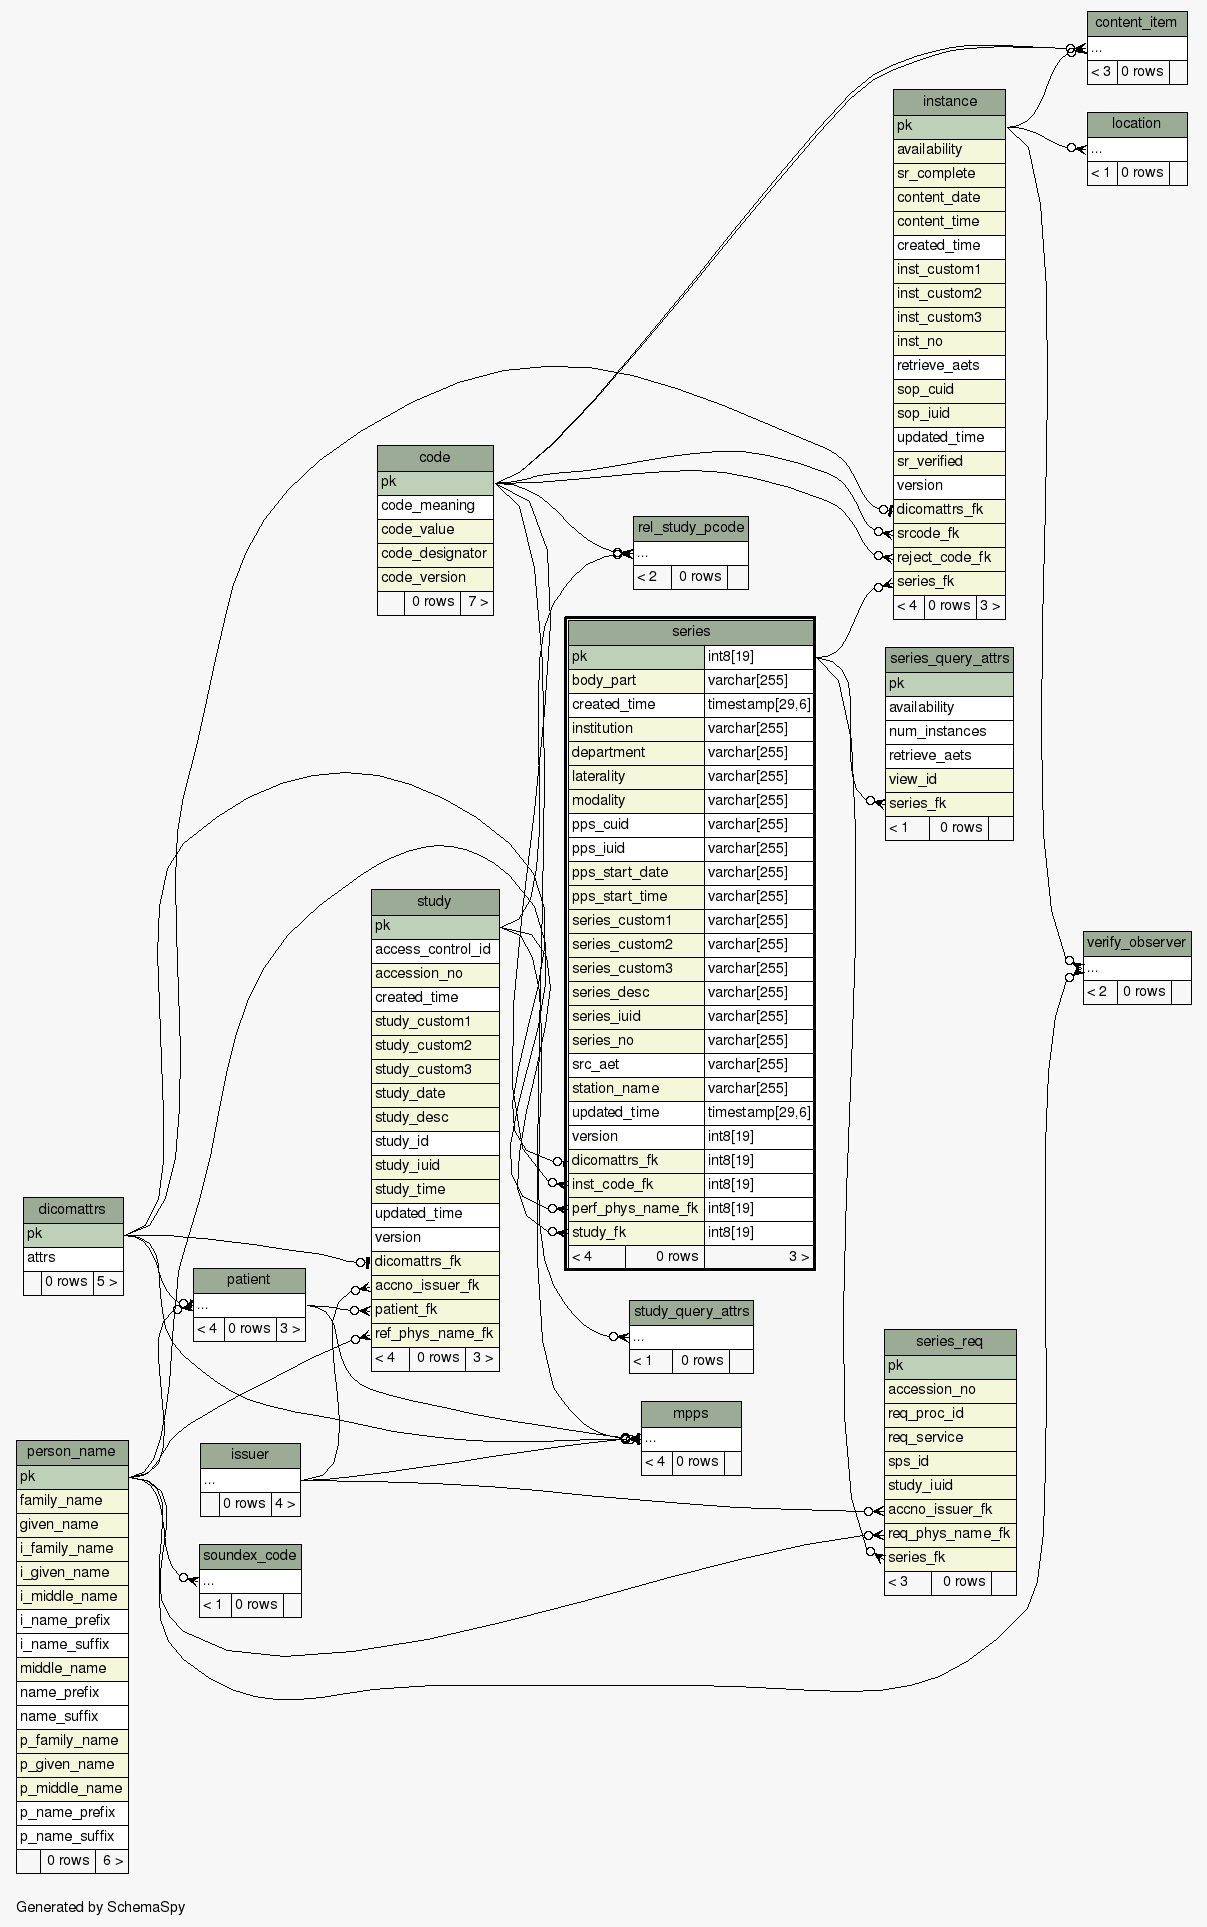 content_item
...
< 3 0 rows
instance
pk
availability
sr_complete
content_date
content_time
created_time
inst_custom1
inst_custom2
inst_custom3
inst_no
retrieve_aets
sop_cuid
sop_iuid
updated_time
sr_verified
version
dicomattrs_fk
srcode_fk
reject_code_fk
series_fk
< 4 0 rows 3 >
location
...
< 1 0 rows
code
pk
code_meaning
code_value
code_designator
code_version
0 rows 7 >
rel_study_pcode
...
< 2 0 rows
series
pk int8[19]
body_part varchar[255]
created_time timestamp[29,6]
institution varchar[255]
department varchar[255]
laterality varchar[255]
modality varchar[255]
pps_cuid varchar[255]
pps_iuid varchar[255]
pps_start_date varchar[255]
pps_start_time varchar[255]
series_custom1 varchar[255]
series_custom2 varchar[255]
series_custom3 varchar[255]
series_desc varchar[255]
series_iuid varchar[255]
series_no varchar[255]
src_aet varchar[255]
station_name varchar[255]
updated_time timestamp[29,6]
version int8[19]
dicomattrs_fk int8[19]
inst_code_fk int8[19]
perf_phys_name_fk int8[19]
study_fk int8[19]
< 4 0 rows 3 >
series_query_attrs
pk
availability
num_instances
retrieve_aets
view_id
series_fk
< 1 0 rows
study
pk
access_control_id
accession_no
created_time
study_custom1
study_custom2
study_custom3
study_date
study_desc
study_id
study_iuid
study_time
updated_time
version
dicomattrs_fk
accno_issuer_fk
patient_fk
ref_phys_name_fk
< 4 0 rows 3 >
verify_observer
...
< 2 0 rows
dicomattrs
pk
attrs
0 rows 5 >
patient
...
< 4 0 rows 3 >
study_query_attrs
...
< 1 0 rows
series_req
pk
accession_no
req_proc_id
req_service
sps_id
study_iuid
accno_issuer_fk
req_phys_name_fk
series_fk
< 3 0 rows
mpps
...
< 4 0 rows
person_name
pk
family_name
given_name
i_family_name
i_given_name
i_middle_name
i_name_prefix
i_name_suffix
middle_name
name_prefix
name_suffix
p_family_name
p_given_name
p_middle_name
p_name_prefix
p_name_suffix
0 rows 6 >
issuer
...
0 rows 4 >
soundex_code
...
< 1 0 rows
Generated by SchemaSpy